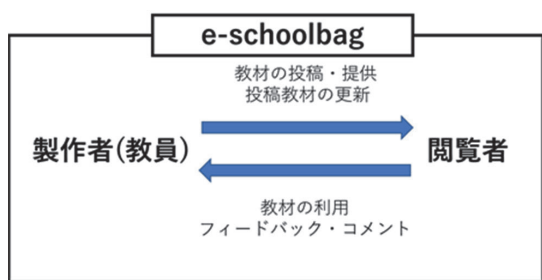 e-schoolbag
教材の投稿・提供
投稿教材の更新
製作者(教員)
閲覧者
教材の利用
フィードバック・コメント